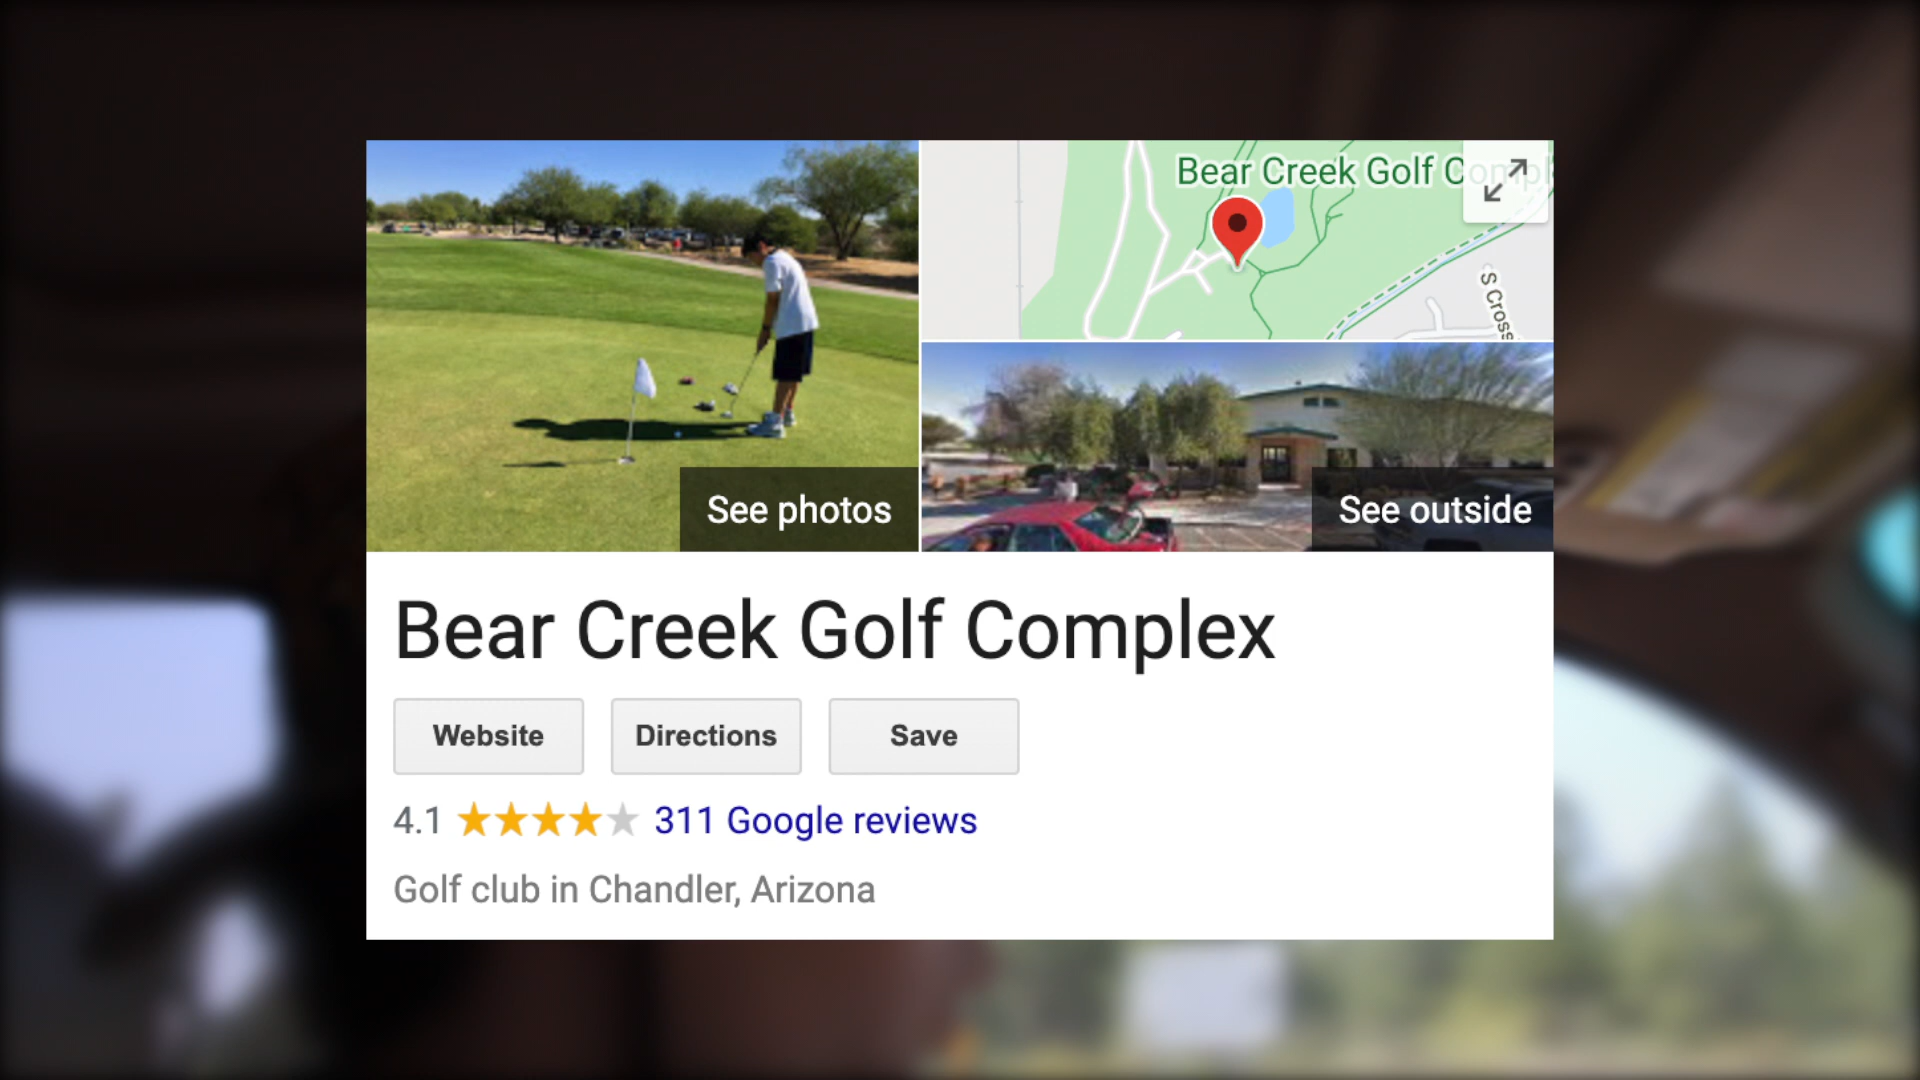 Bear Creek Golf Compl
S Cross
See photos
See outside
Bear Creek Golf Complex
Website
Directions
Save
4.1
311 Google reviews
Golf club in Chandler, Arizona